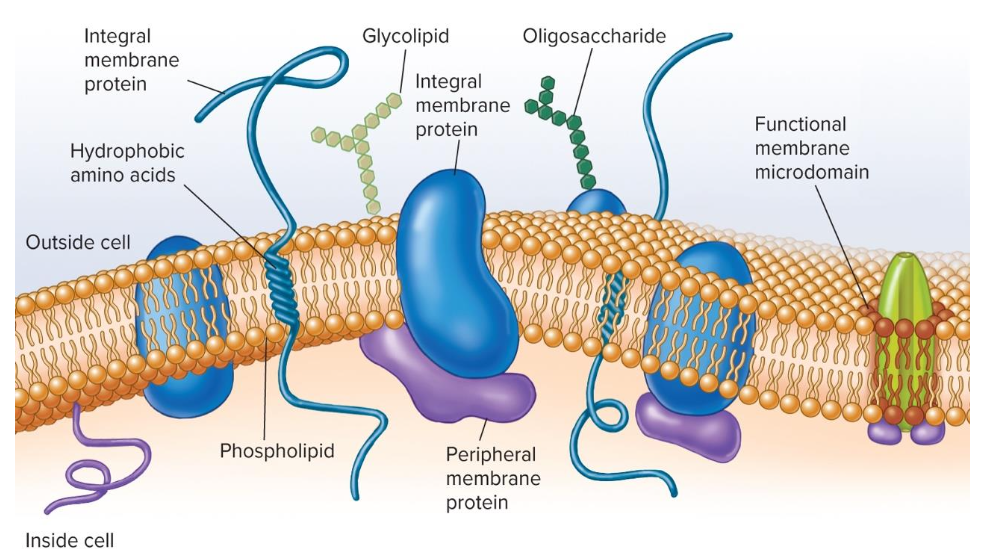 Integral
membrane
protein
Glycolipid
Oligosaccharide
Integral
membrane
protein
Functional
membrane
microdomain
Hydrophobic
amino acids
Outside cell
Phospholipid
Peripheral
membrane
protein
Inside cell